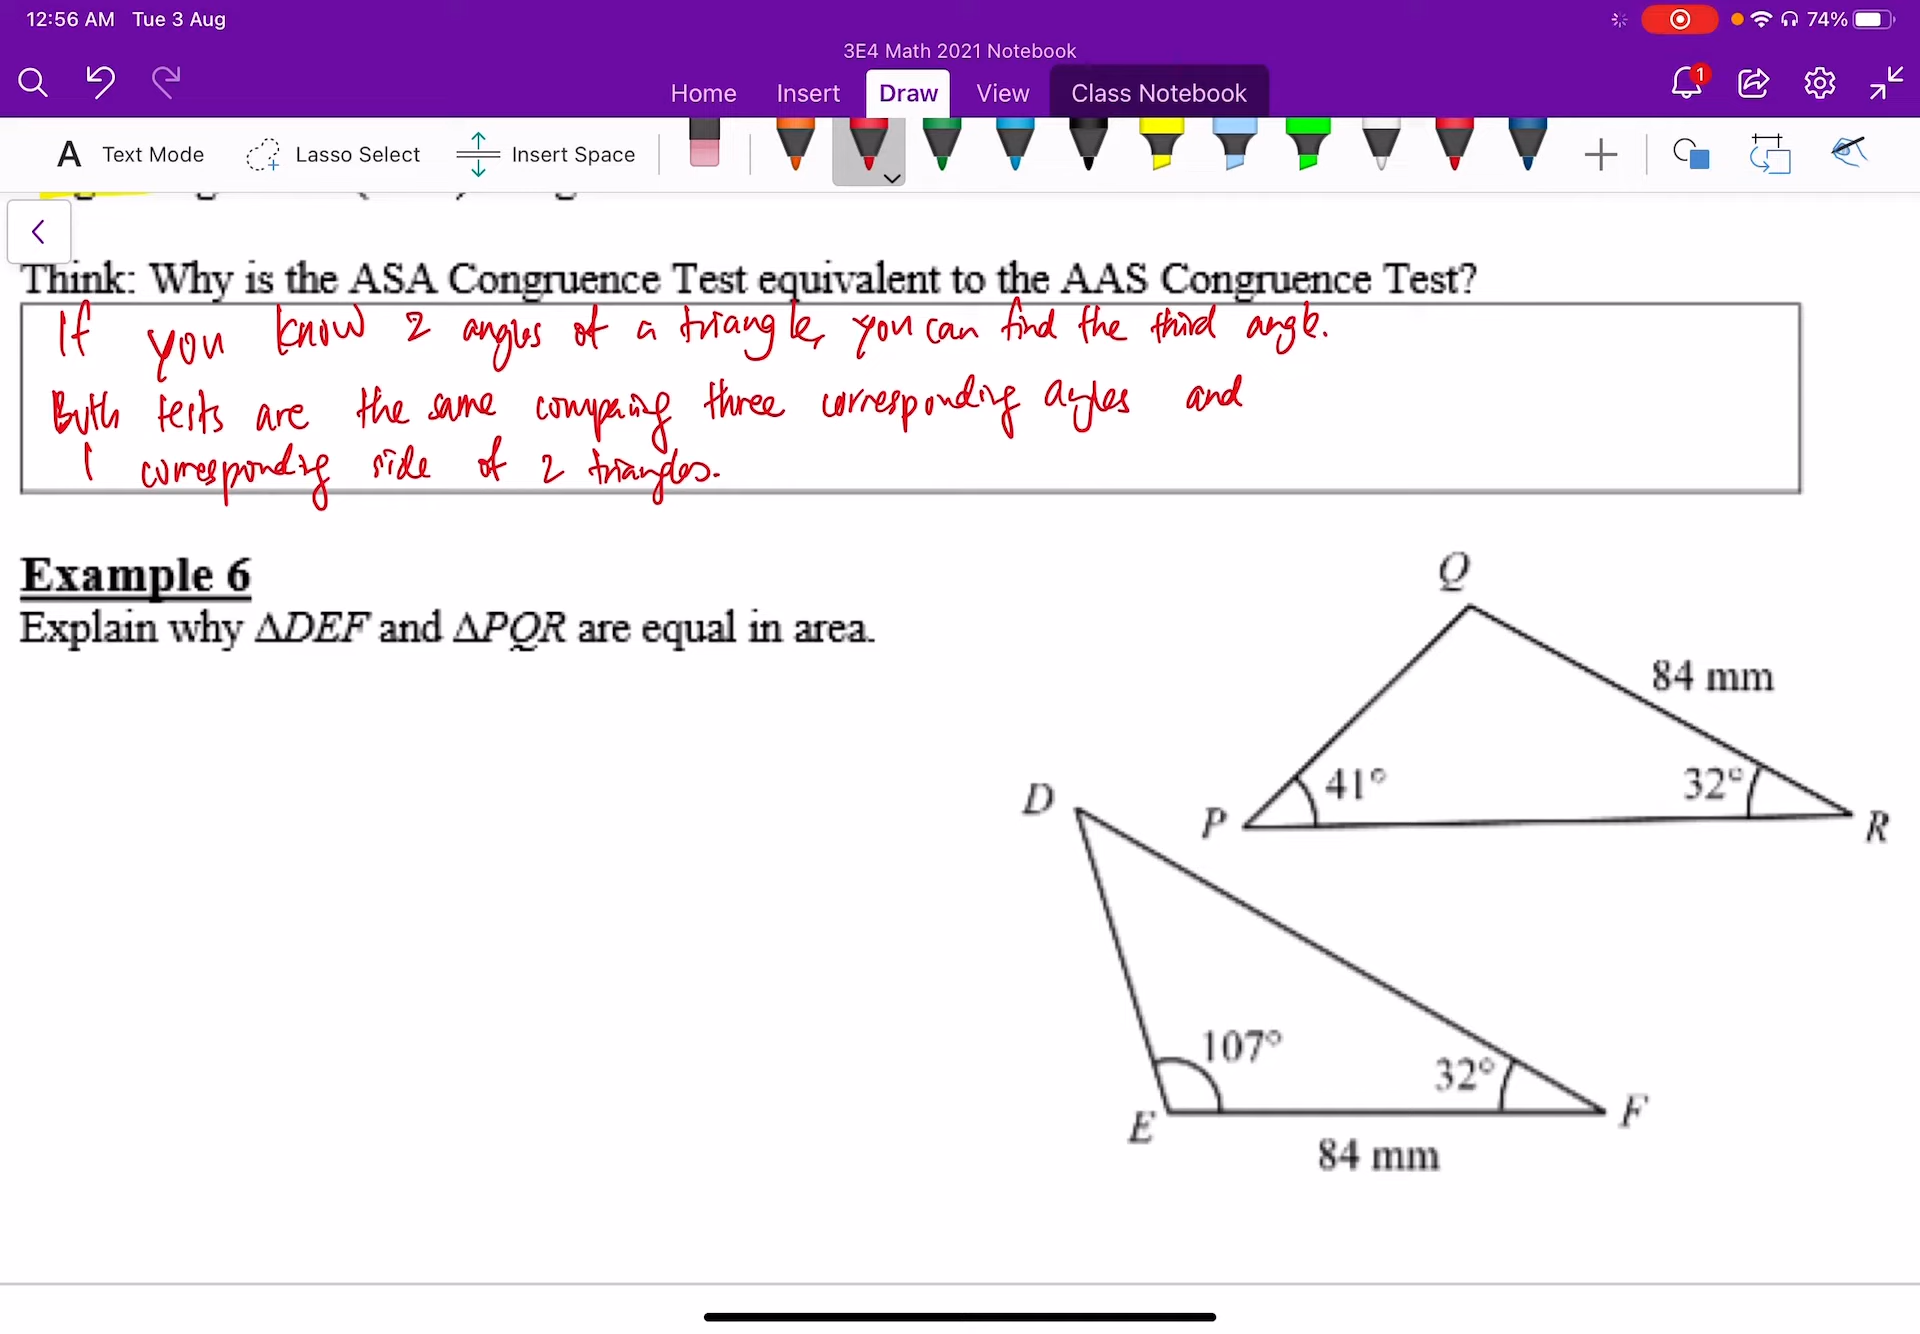 12:56 AM Tue 3 Aug
74%
3E4 Math 2021 Notebook
Home Insert Draw View Class Notebook
1
A Text Mode Lasso Select Insert Space
Think: Why is the ASA Congruence Test equivalent to the AAS Congruence Test?
If you know 2 angles of a triangle, you can find the third angle.
Both tests are the same comparing three corresponding angles and
1 corresponding side of 2 triangles.
Example 6
Explain why ΔDEF and ΔPQR are equal in area.
Q
84 mm
41° 32°
D P R
107° 32°
E F
84 mm